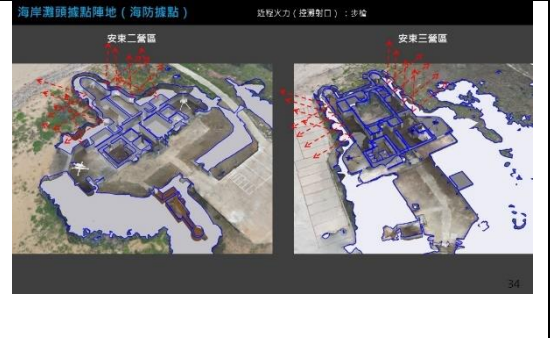 海岸灘頭據點陣地（海防據點）
近程火力（控灘射口）：步槍
安東二營區
安東三營區
34